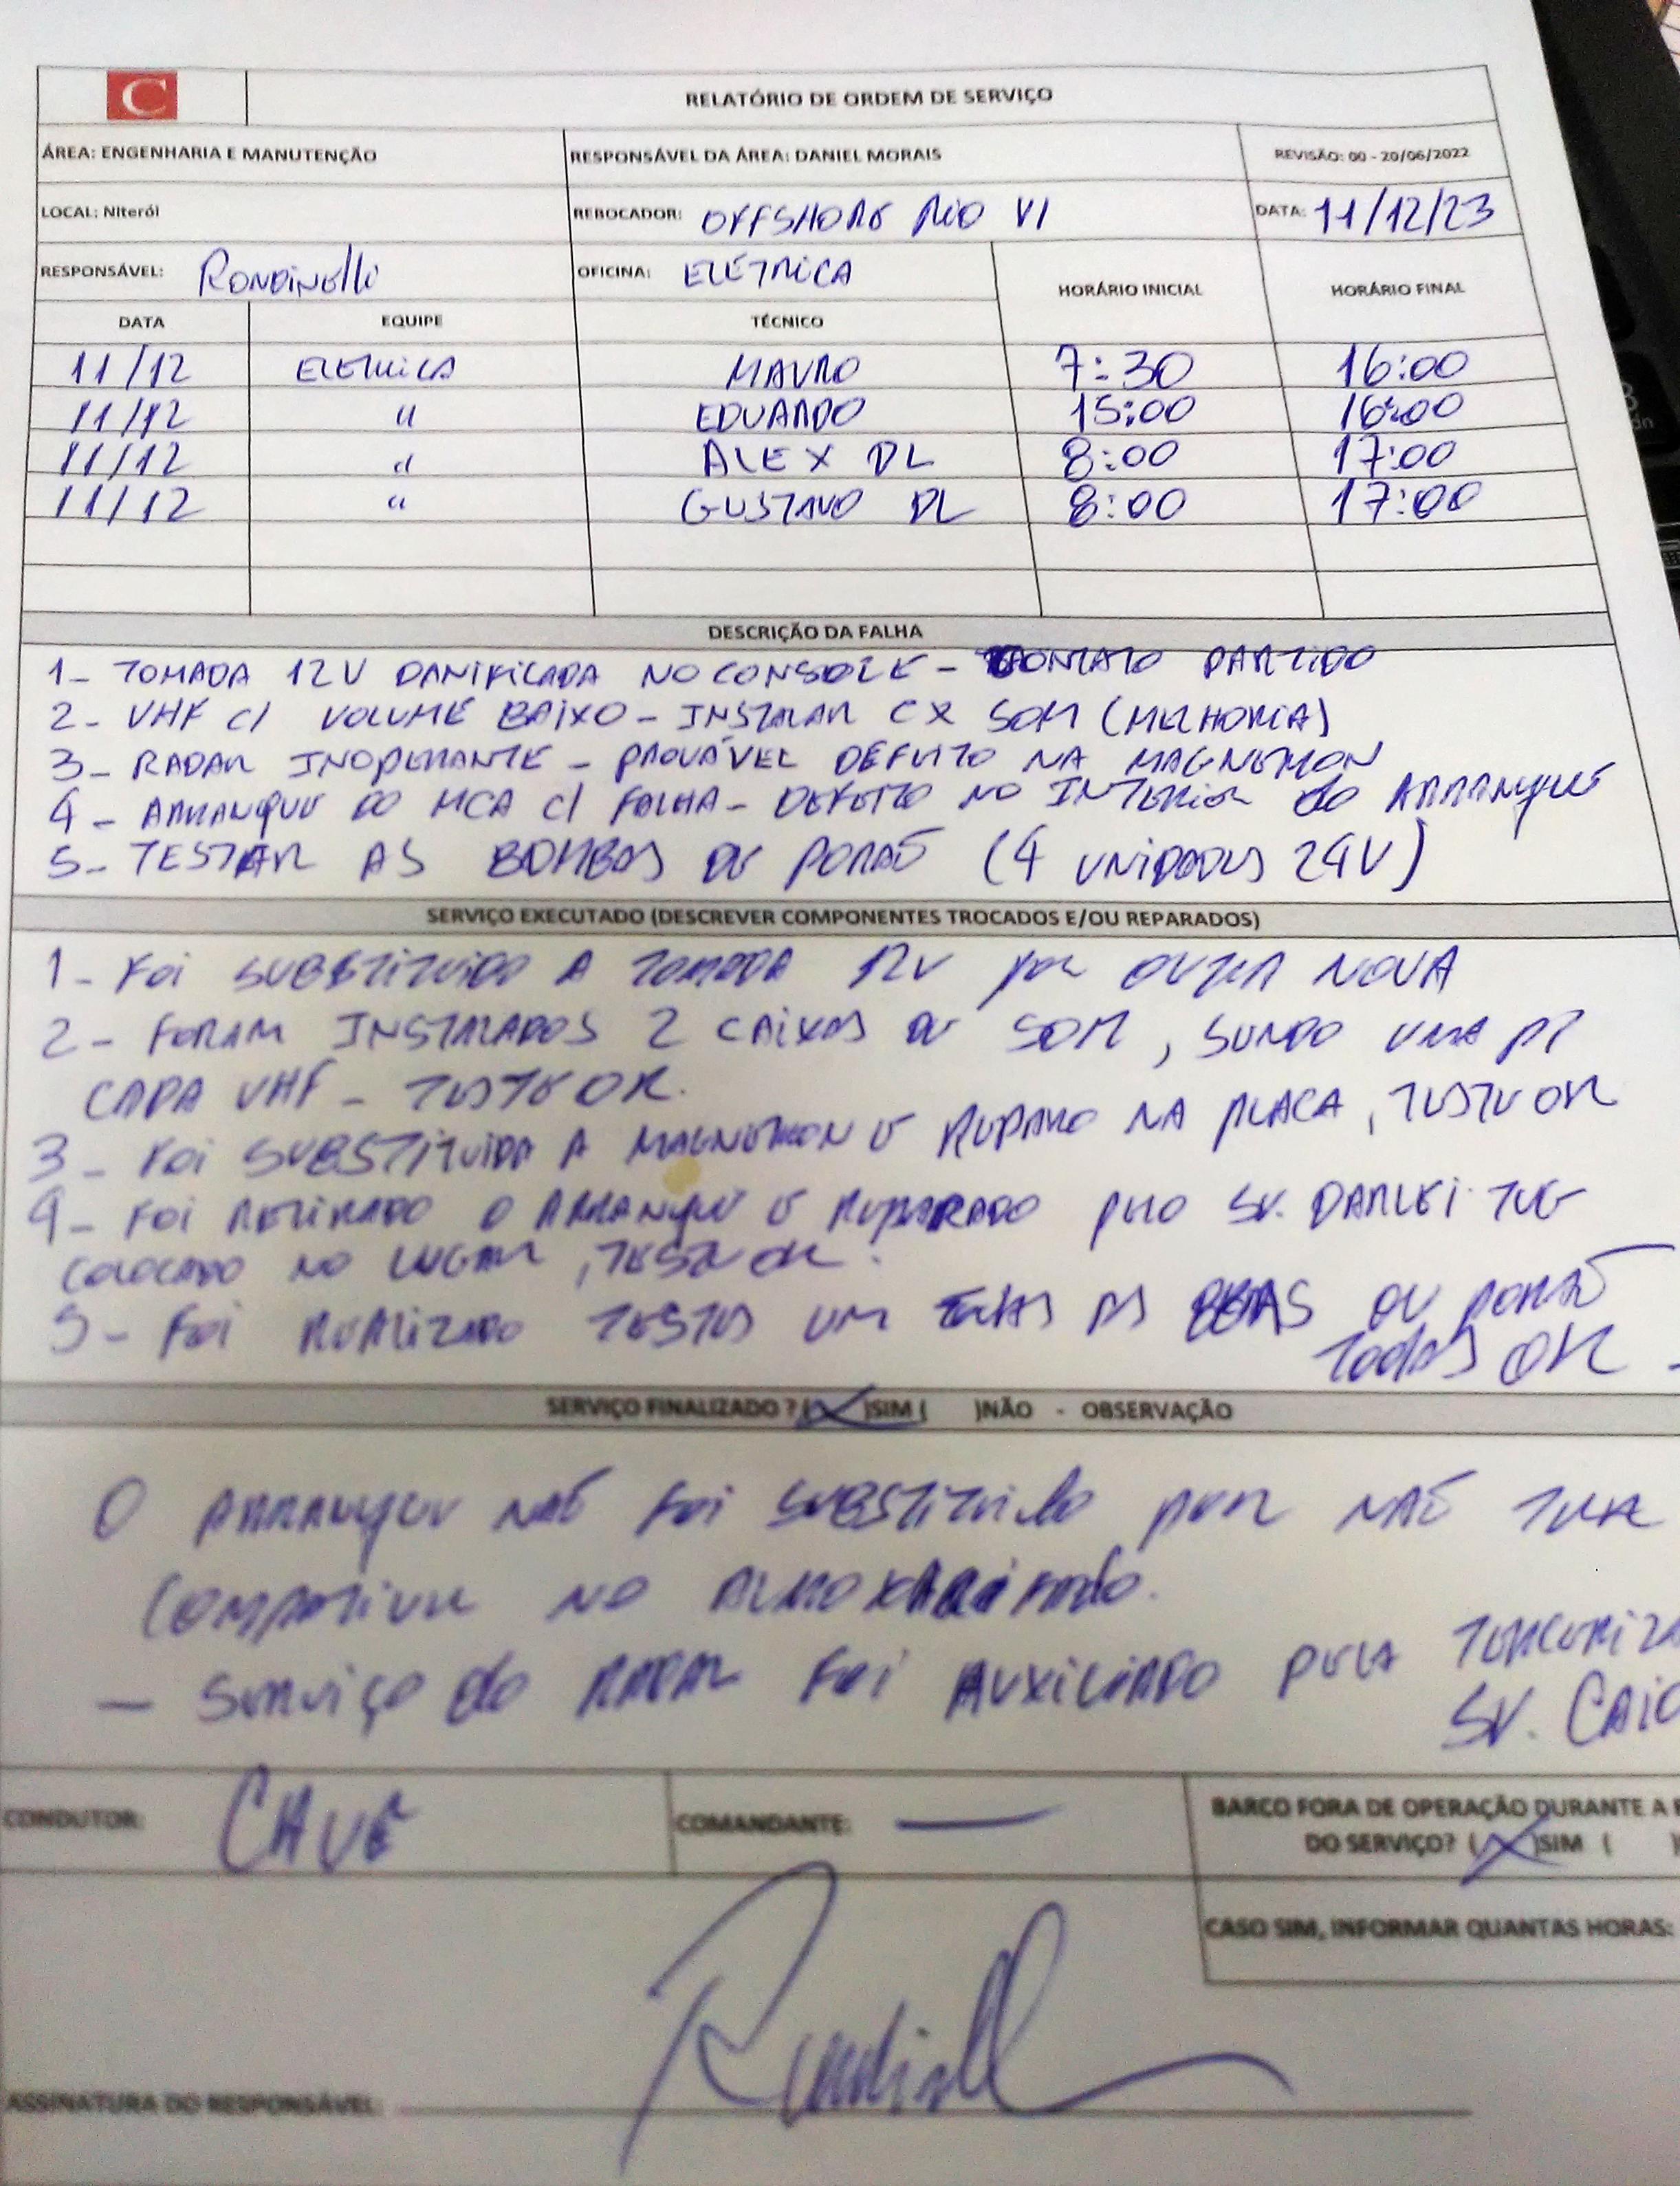 C
RELATÓRIO DE ORDEM DE SERVIÇO
ÁREA: ENGENHARIA E MANUTENÇÃO RESPONSÁVEL DA ÁREA: DANIEL MORAIS REVISÃO: 00 - 20/06/2022
LOCAL: Niterói REBOCADOR: OFFSHORE RIO VI DATA: 11/12/23
RESPONSÁVEL: Rondinelli OFICINA: ELÉTRICA HORÁRIO INICIAL HORÁRIO FINAL
DATA EQUIPE TÉCNICO
11/12 ELETRICA MAURO 7:30 16:00
11/12 " EDUARDO 15:00 16:00
11/12 " ALEX DL 8:00 17:00
11/12 " GUSTAVO DL 8:00 17:00
DESCRIÇÃO DA FALHA
1- TOMADA 12V DANIFICADA NO CONSOLE - CONTATO PARTIDO
2- VHF C/ VOLUME BAIXO - INSTALAR CX SOM (MELHORIA)
3- RADAR INOPERANTE - PROVÁVEL DEFEITO NA MAGNETRON
4- ARRANQUE DO MCA C/ FALHA - DEFEITO NO INTERIOR do ARRANQUE
5- TESTAR AS BOMBAS DE PORÃO (4 UNIDADES 24V)
SERVIÇO EXECUTADO (DESCREVER COMPONENTES TROCADOS E/OU REPARADOS)
1- FOI SUBSTITUIDO A TOMADA 12V por OUTRA NOVA
2- FORAM INSTALADOS 2 CAIXAS DE SOM, SENDO UMA P/
CADA VHF - TESTE OK.
3- FOI SUBSTITUIDA A MAGNETRON E REPARO NA PLACA, TESTE OK
4- FOI RETIRADO O ARRANQUE E REPARADO PELO SR. DARLEI
COLOCADO NO LUGAR, TESTE OK.
5- FOI REALIZADO TESTES EM TODAS AS BBAS DE PORÃO
TODAS OK -
SERVIÇO FINALIZADO ? (X)SIM ( )NÃO - OBSERVAÇÃO
O ARRANQUE NÃO FOI SUBSTITUIdo POR NÃO TER
COMPATIVEL NO ALMOXARIFADO.
- SERVIÇO do RADAR FOI AUXILIADO PELA TERCERIZA
SR. CAIO
CONDUTOR: CAUÊ COMANDANTE: — BARCO FORA DE OPERAÇÃO DURANTE A
DO SERVIÇO? (X)SIM (
CASO SIM, INFORMAR QUANTAS HORAS:
ASSINATURA DO RESPONSÁVEL: Rondinelli